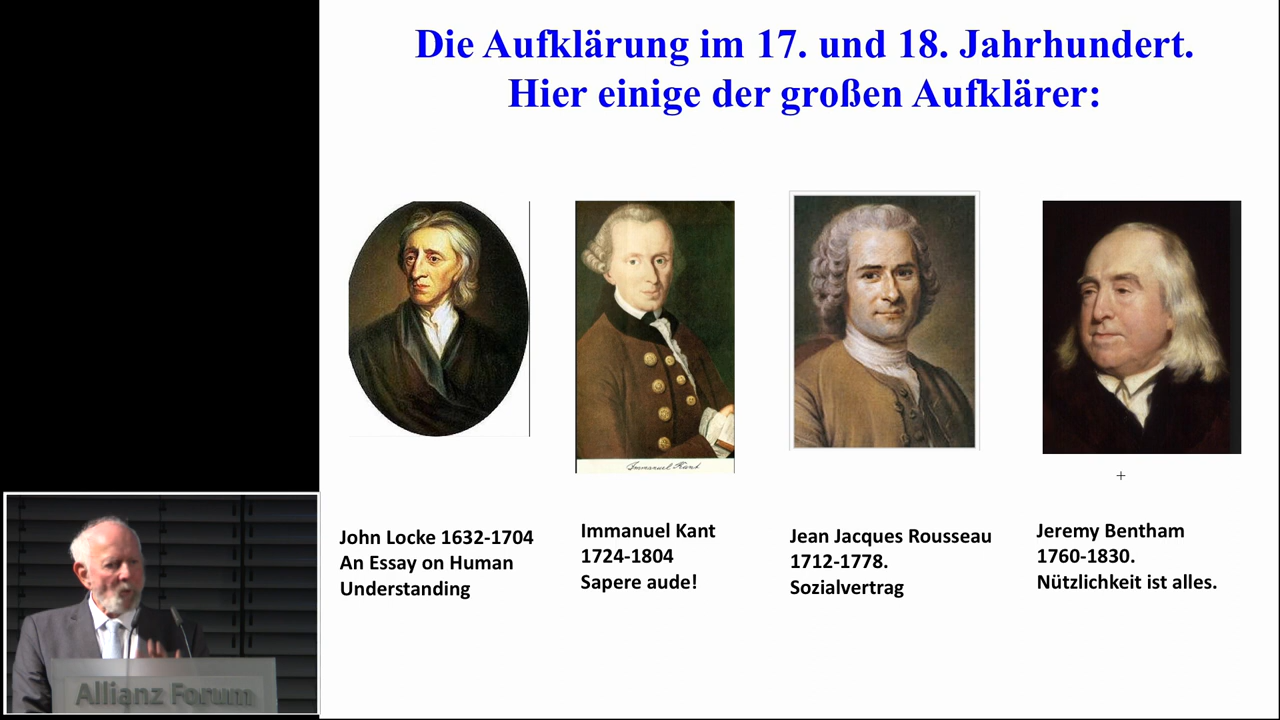 Die Aufklärung im 17. und 18. Jahrhundert.
Hier einige der großen Aufklärer:
Immanuel Kant
John Locke 1632-1704
An Essay on Human
Understanding
Immanuel Kant
1724-1804
Sapere aude!
Jean Jacques Rousseau
1712-1778.
Sozialvertrag
Jeremy Bentham
1760-1830.
Nützlichkeit ist alles.
Allianz Forum